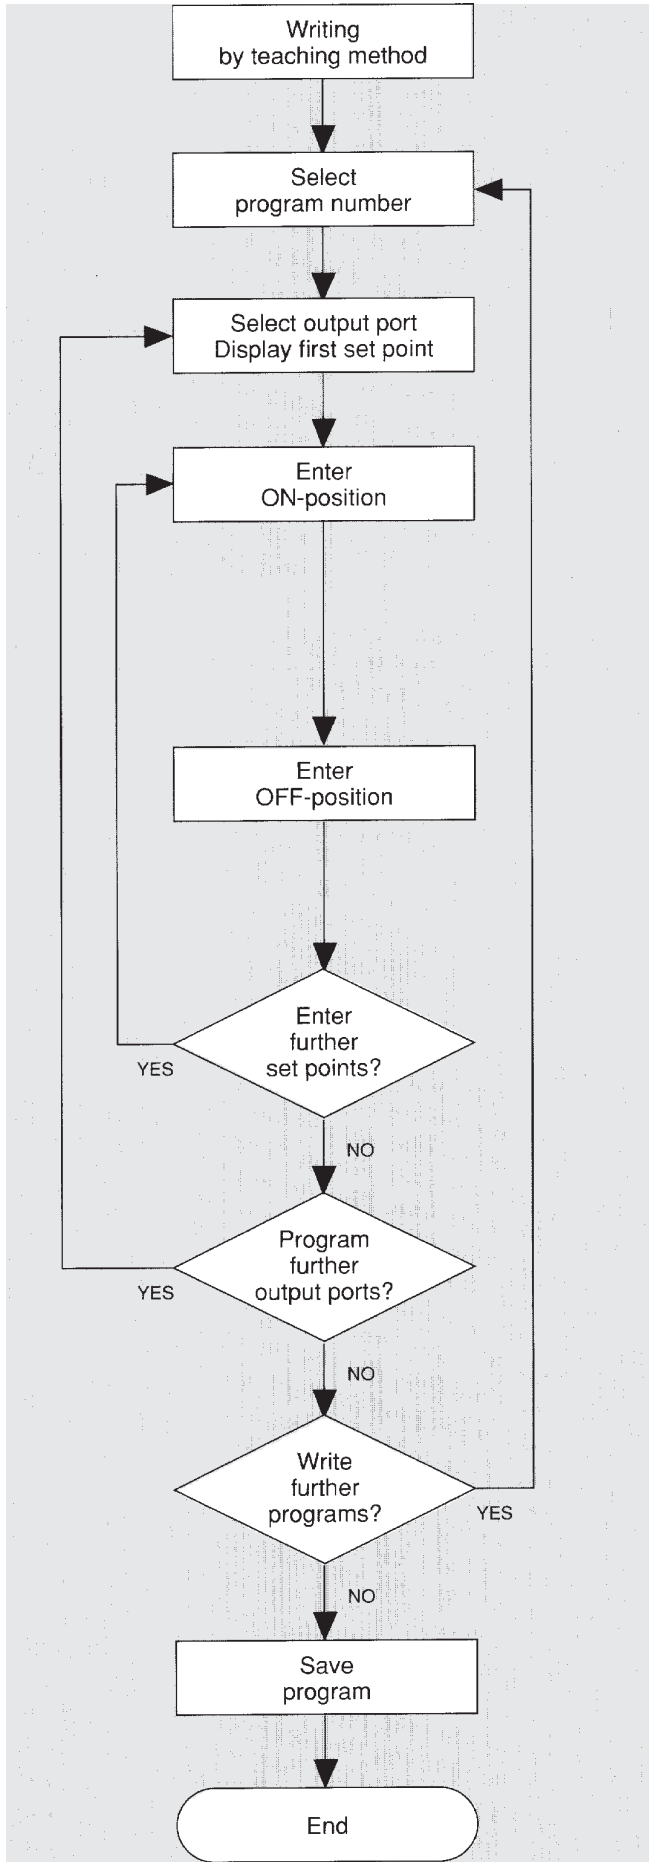 Writing
by teaching method
Select
program number
Select output port
Display first set point
Enter
ON-position
Enter
OFF-position
Enter
further
set points?
YES
NO
Program
further
output ports?
YES
NO
Write
further
programs?
YES
NO
Save
program
End